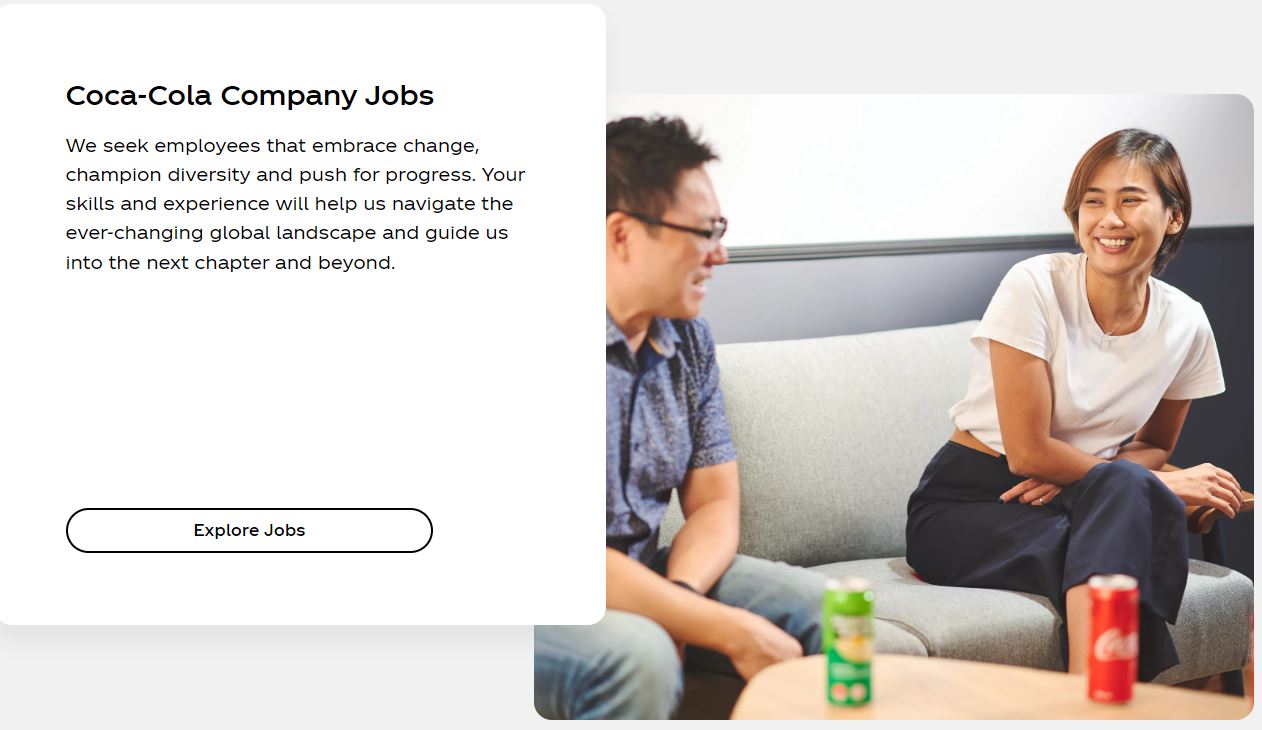 Coca-Cola Company Jobs
We seek employees that embrace change,
champion diversity and push for progress. Your
skills and experience will help us navigate the
ever-changing global landscape and guide us
into the next chapter and beyond.
Explore Jobs